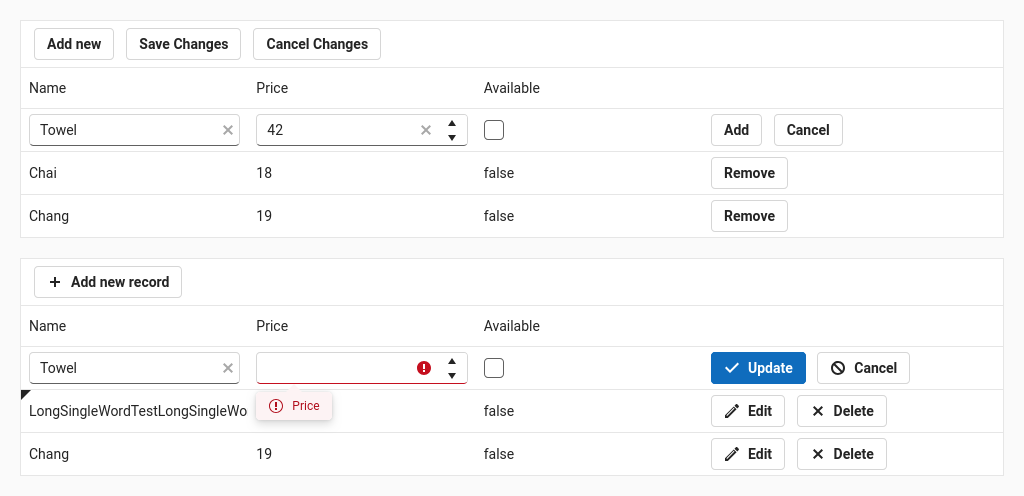 Add new Save Changes Cancel Changes
Name Price Available
Towel 42 Add Cancel
Chai 18 false Remove
Chang 19 false Remove
Add new record
Name Price Available
Towel Update Cancel
Price
LongSingleWordTestLongSingleWo false Edit Delete
Chang 19 false Edit Delete